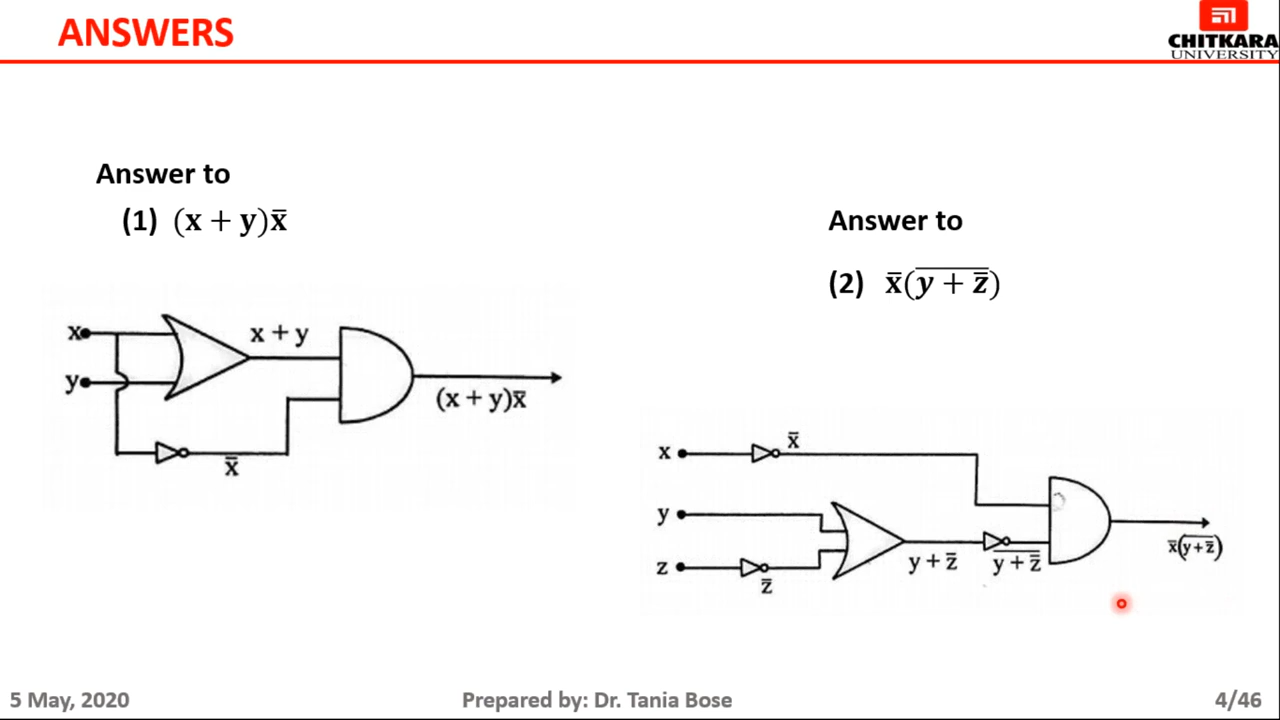 ANSWERS
CHITKARA
UNIVERSITY
Answer to
(1) (x + y)x̄
x
y
x + y
(x + y)x̄
x̄
Answer to
(2) x̄(y̅ ̅+̅ ̅z̿)
x
x̄
y
z
z̄
y + z̄
y̅ ̅+̅ ̅z̿
x̄(y̅+̅z̿)
5 May, 2020
Prepared by: Dr. Tania Bose
4/46